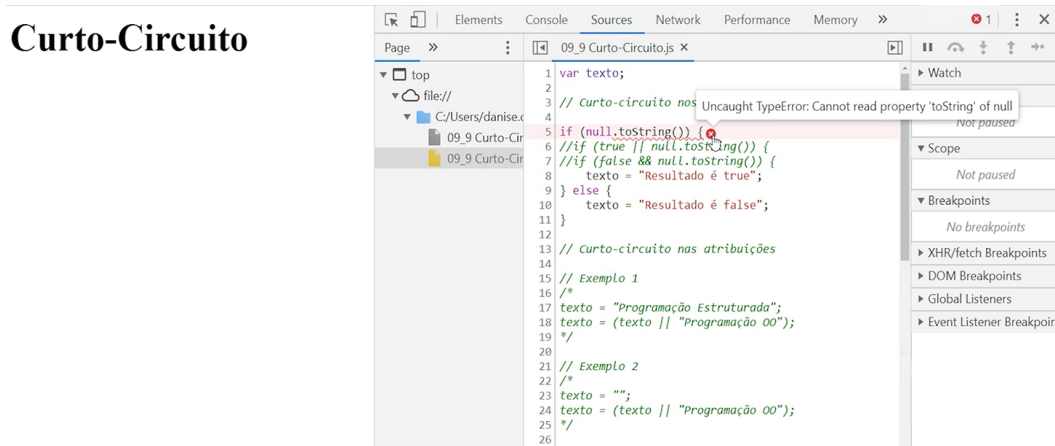 Curto-Circuito
Elements Console Sources Network Performance Memory » 1
Page »
09_9 Curto-Circuito.js ×
top
file://
C:/Users/danise.c
09_9 Curto-Cir
09_9 Curto-Cir
1 var texto;
2
3 // Curto-circuito nos
4
5 if (null.toString()) {
6 //if (true || null.toString()) {
7 //if (false && null.toString()) {
8 texto = "Resultado é true";
9 } else {
10 texto = "Resultado é false";
11 }
12
13 // Curto-circuito nas atribuições
14
15 // Exemplo 1
16 /*
17 texto = "Programação Estruturada";
18 texto = (texto || "Programação OO");
19 */
20
21 // Exemplo 2
22 /*
23 texto = "";
24 texto = (texto || "Programação OO");
25 */
26
Uncaught TypeError: Cannot read property 'toString' of null
Watch
Not paused
Scope
Not paused
Breakpoints
No breakpoints
XHR/fetch Breakpoints
DOM Breakpoints
Global Listeners
Event Listener Breakpoin